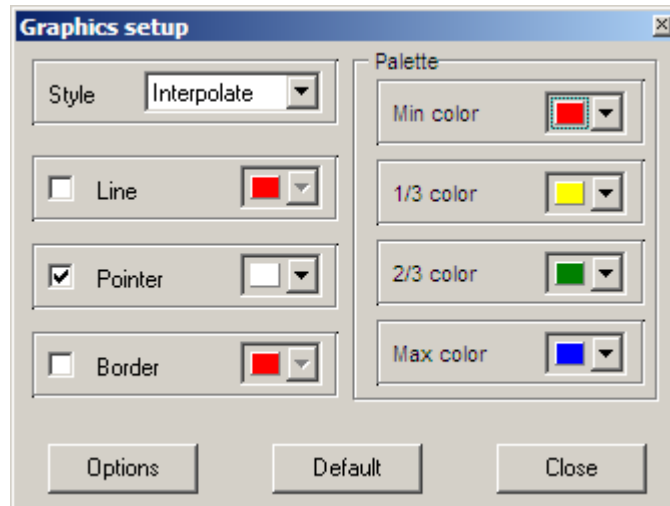 Graphics setup
Style
Interpolate
Line
Pointer
Border
Palette
Min color
1/3 color
2/3 color
Max color
Options
Default
Close